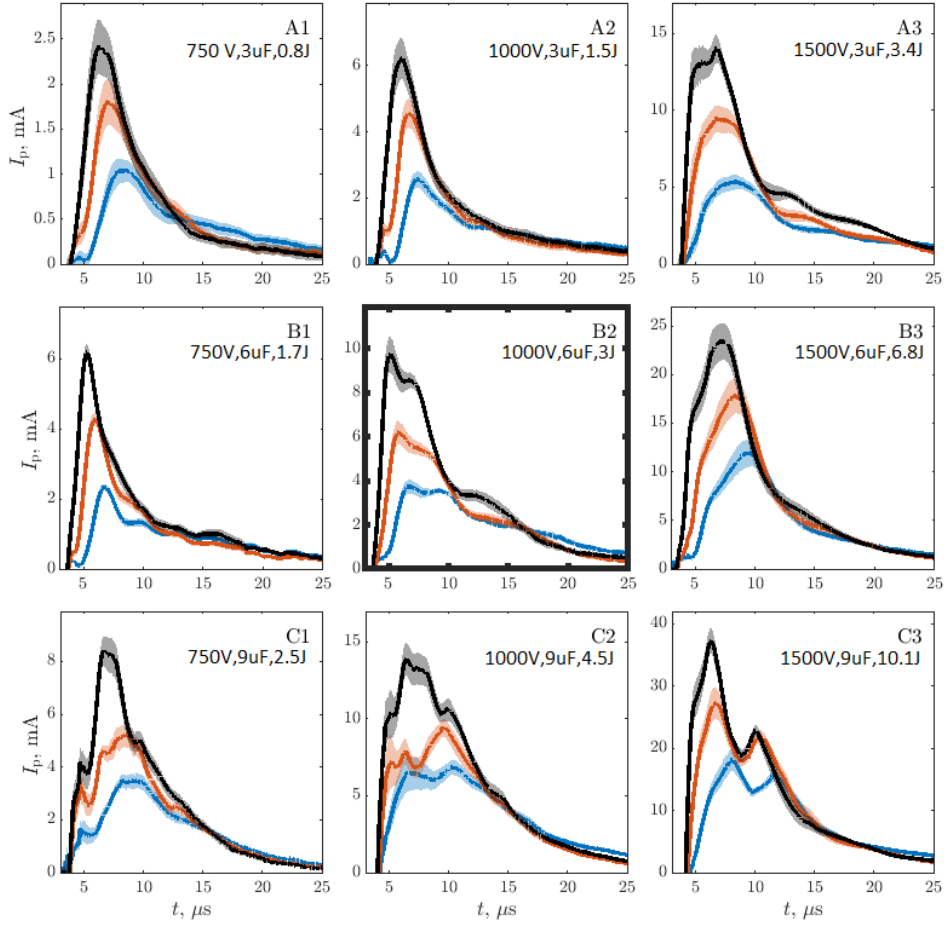 A1
750 V,3uF,0.8J
2.5
2
1.5
1
0.5
0
I_p, mA
5 10 15 20 25
A2
1000V,3uF,1.5J
6
4
2
0
5 10 15 20 25
A3
1500V,3uF,3.4J
15
10
5
0
5 10 15 20 25
B1
750V,6uF,1.7J
6
4
2
0
I_p, mA
5 10 15 20 25
B2
1000V,6uF,3J
10
8
6
4
2
0
5 10 15 20 25
B3
1500V,6uF,6.8J
25
20
15
10
5
0
5 10 15 20 25
C1
750V,9uF,2.5J
8
6
4
2
0
I_p, mA
5 10 15 20 25
t, μs
C2
1000V,9uF,4.5J
15
10
5
0
5 10 15 20 25
t, μs
C3
1500V,9uF,10.1J
40
30
20
10
0
5 10 15 20 25
t, μs